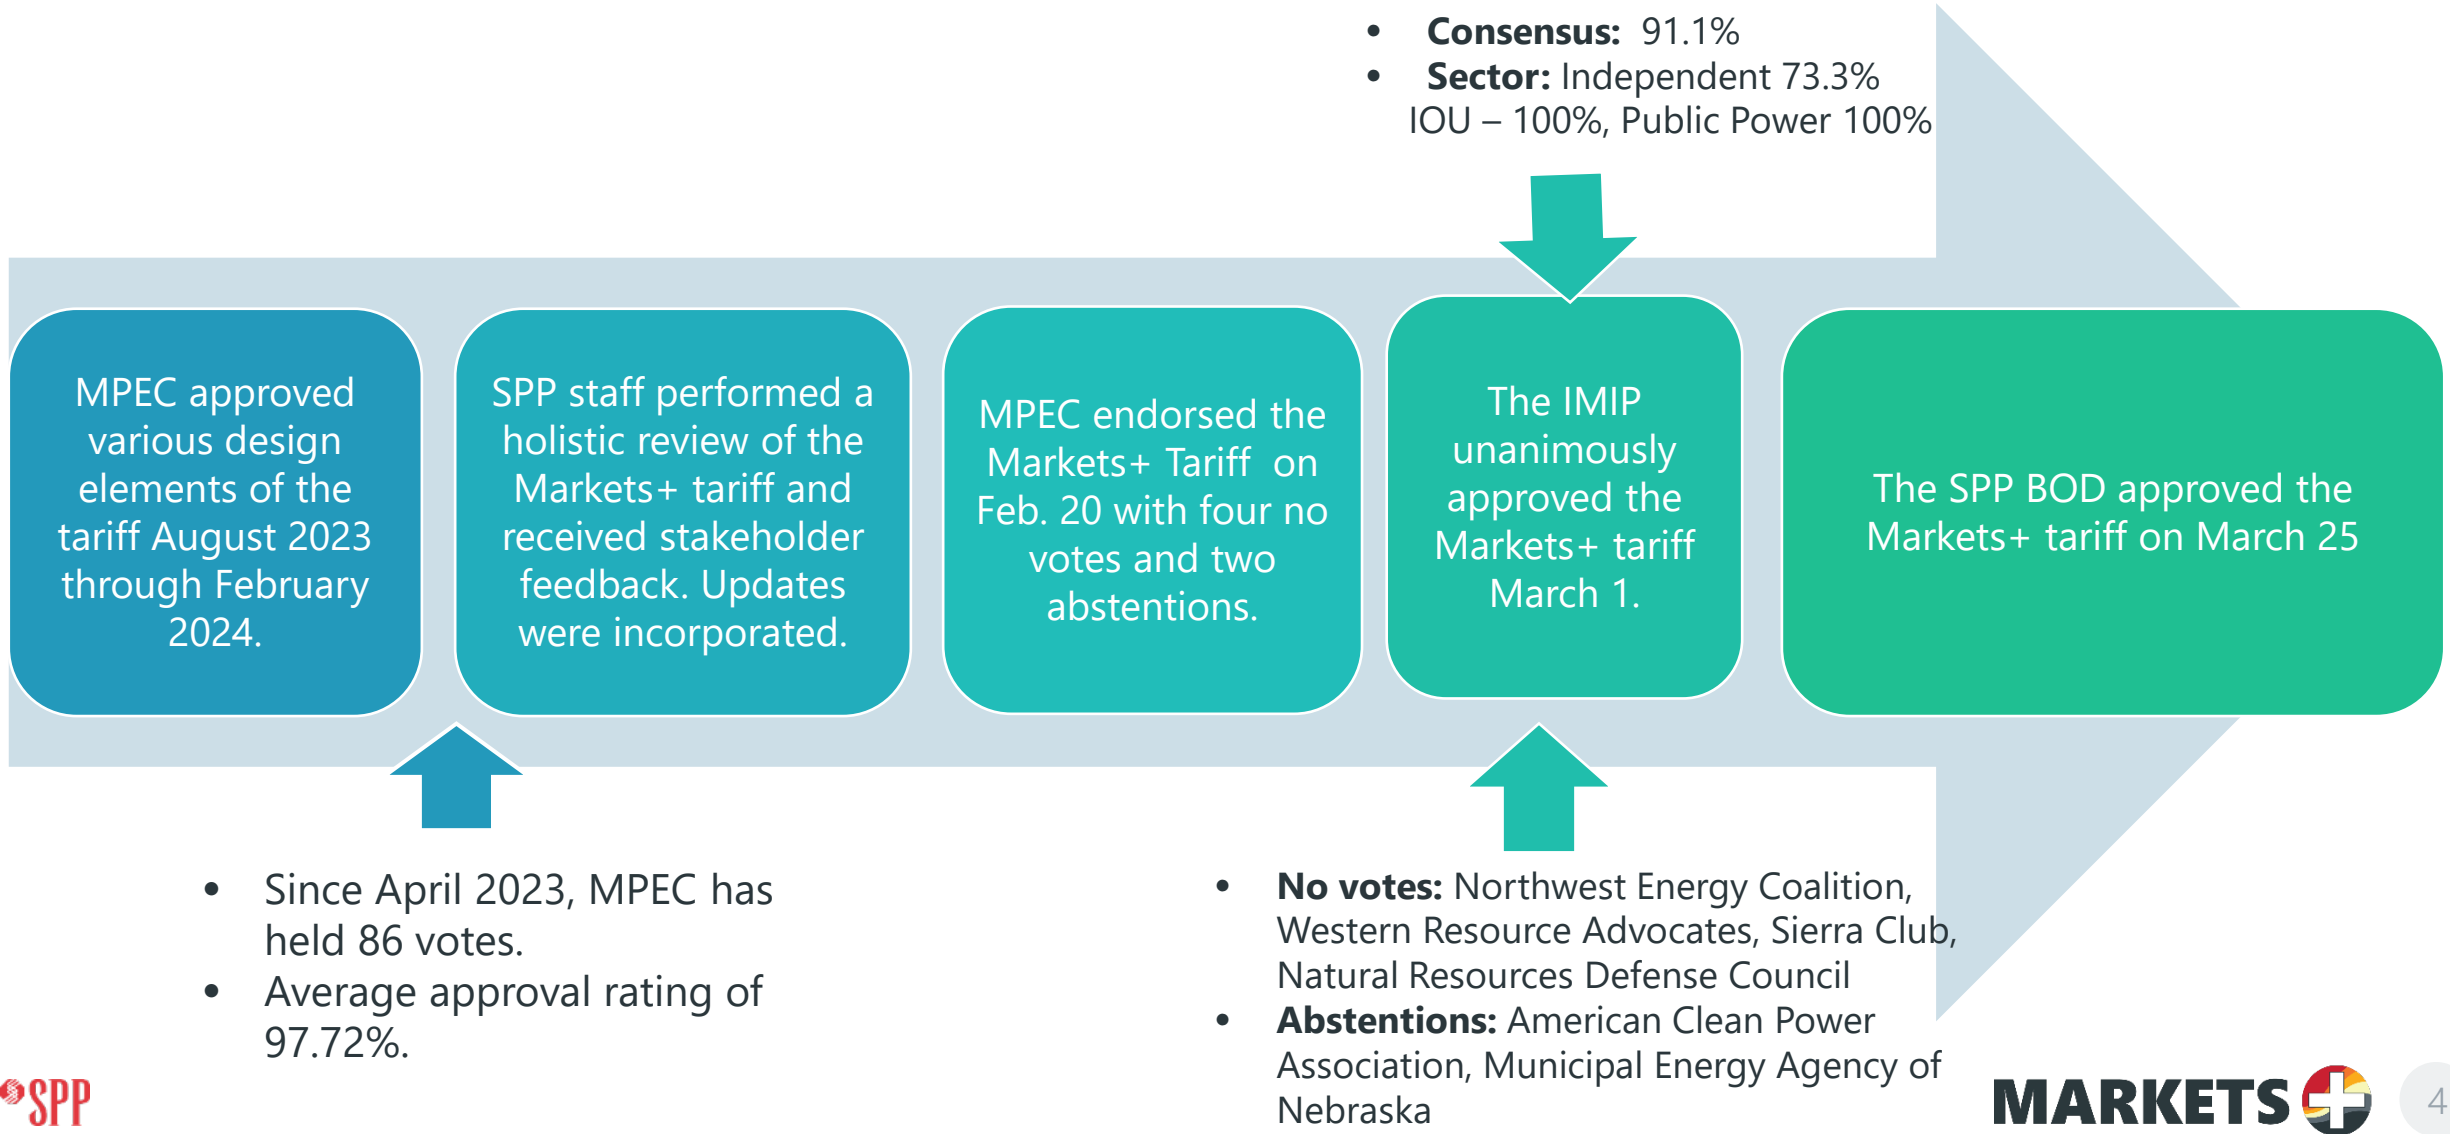 • Consensus: 91.1%
• Sector: Independent 73.3%
IOU – 100%, Public Power 100%
MPEC approved
various design
elements of the
tariff August 2023
through February
2024.
SPP staff performed a
holistic review of the
Markets+ tariff and
received stakeholder
feedback. Updates
were incorporated.
MPEC endorsed the
Markets+ Tariff on
Feb. 20 with four no
votes and two
abstentions.
The IMIP
unanimously
approved the
Markets+ tariff
March 1.
The SPP BOD approved the
Markets+ tariff on March 25
• Since April 2023, MPEC has
held 86 votes.
• Average approval rating of
97.72%.
• No votes: Northwest Energy Coalition,
Western Resource Advocates, Sierra Club,
Natural Resources Defense Council
• Abstentions: American Clean Power
Association, Municipal Energy Agency of
Nebraska
SPP
MARKETS+
4